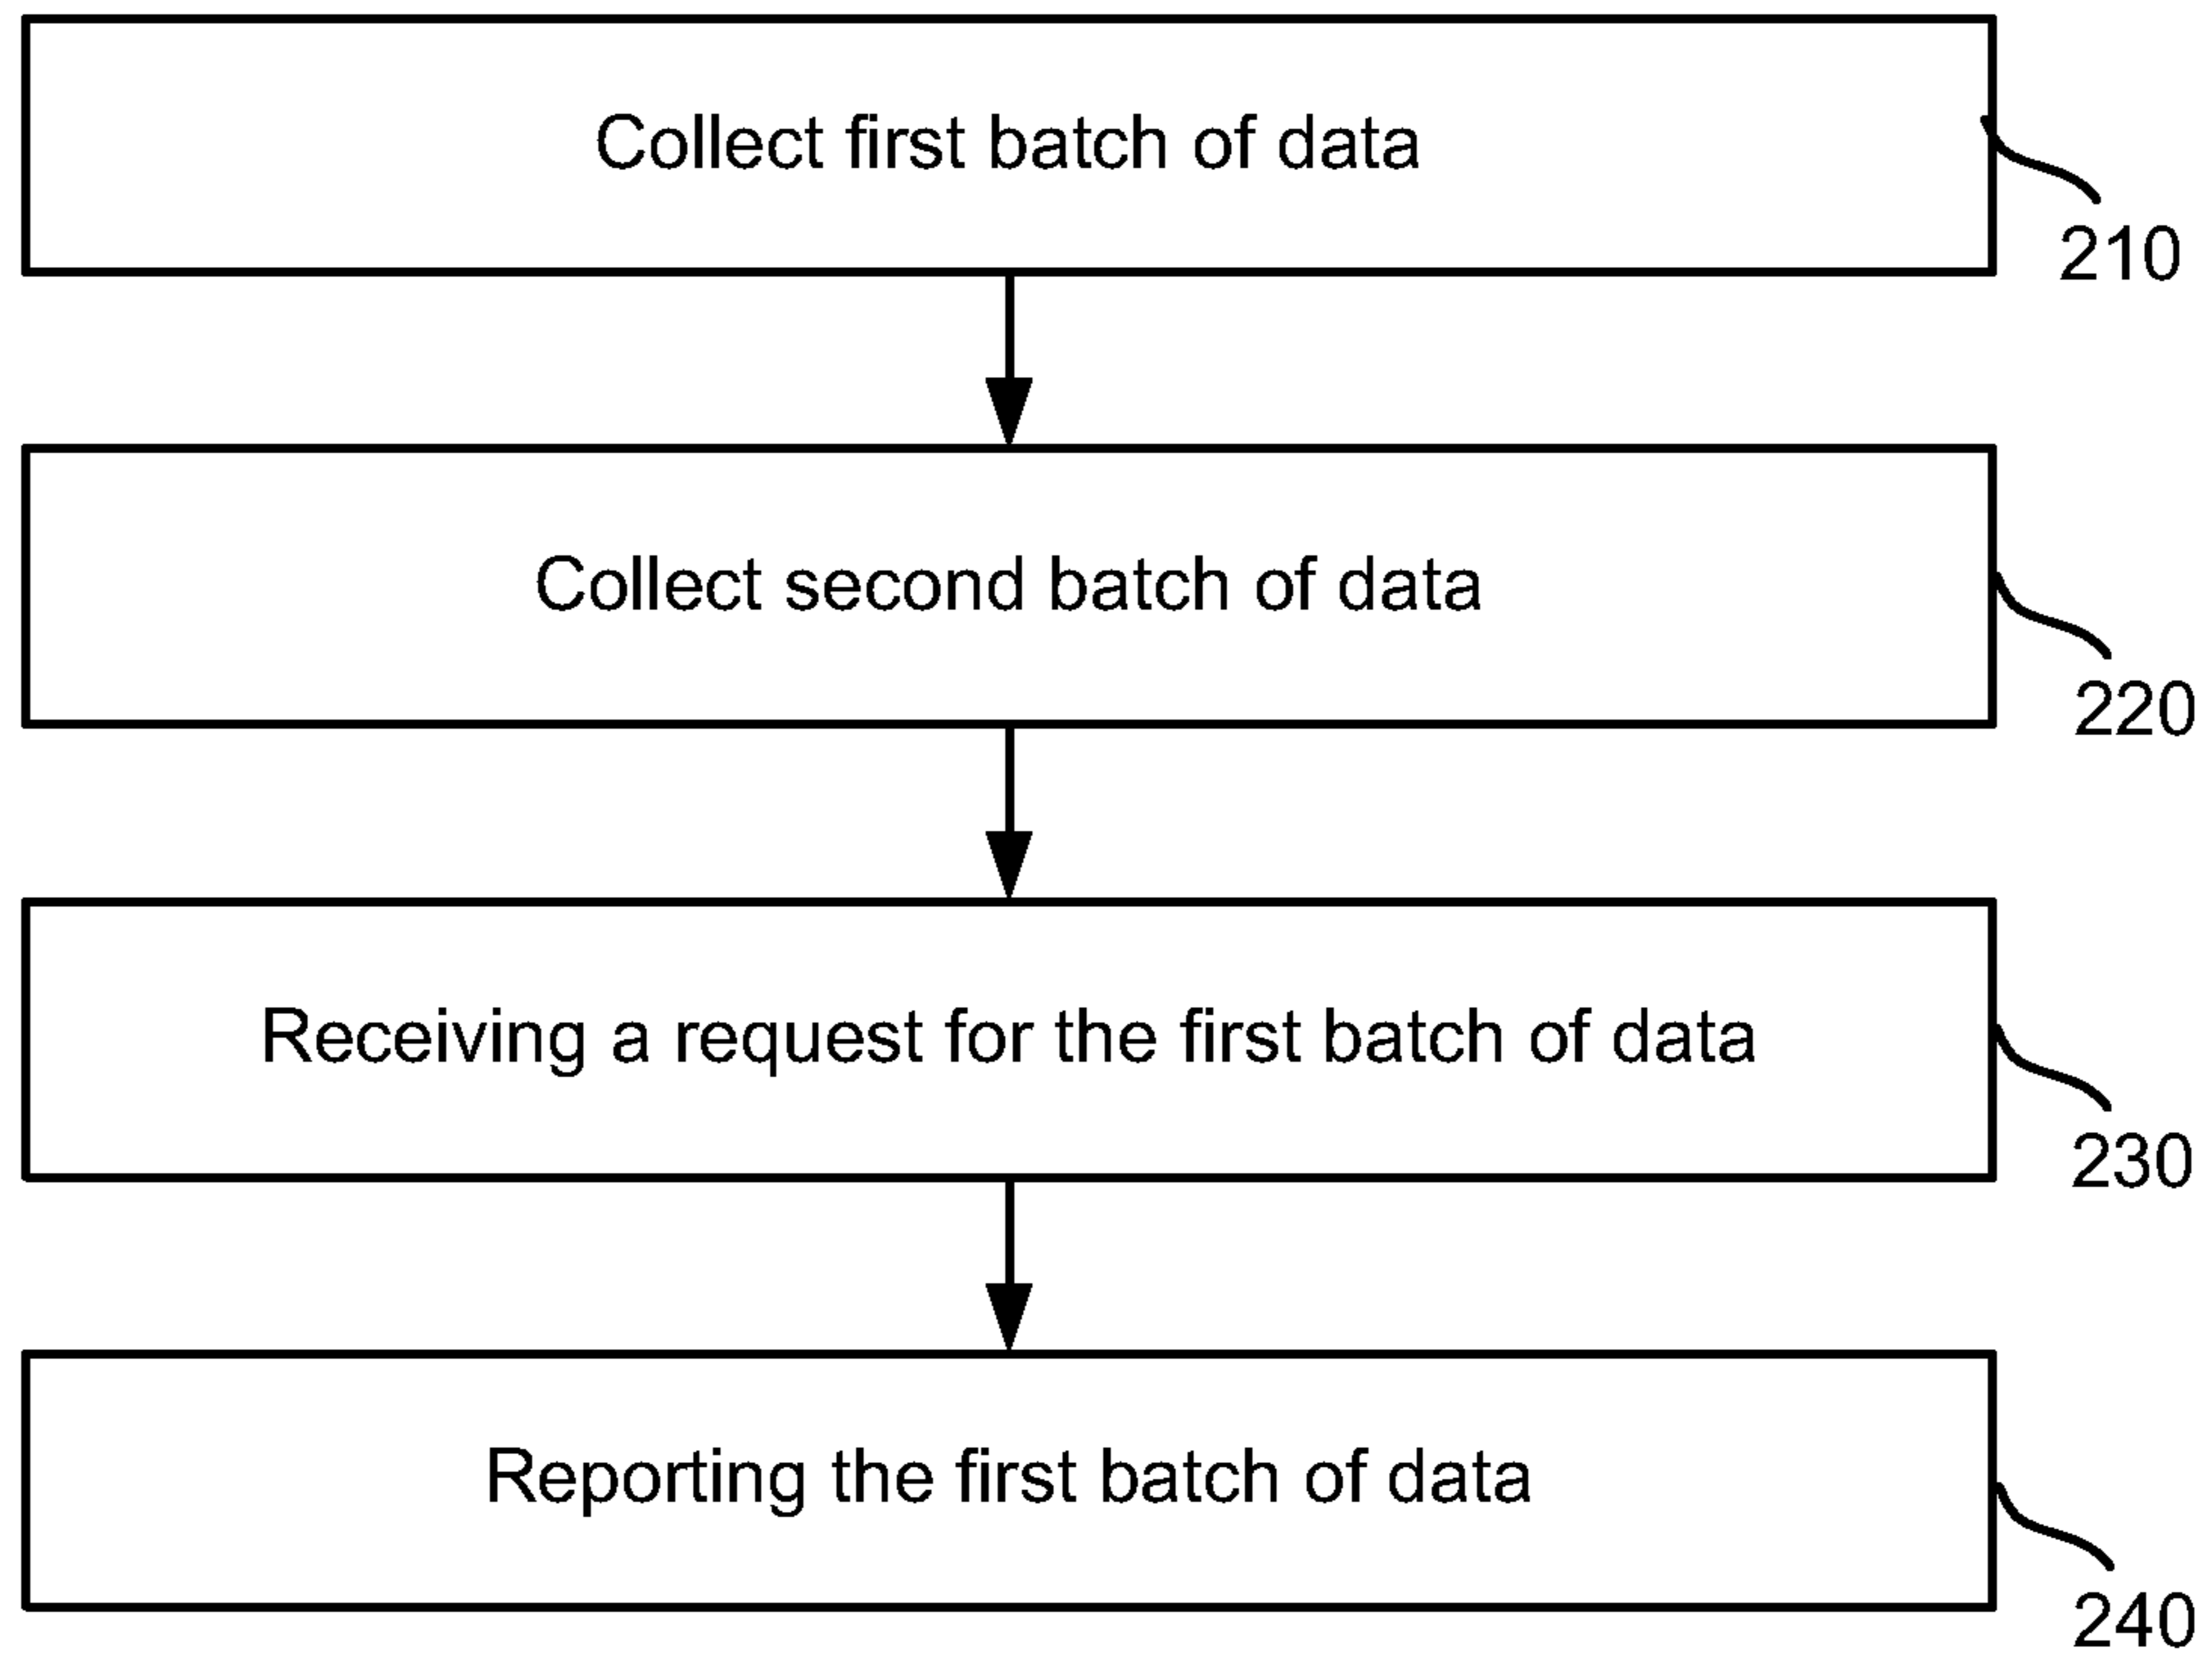 Collect first batch of data
210
Collect second batch of data
220
Receiving a request for the first batch of data
230
Reporting the first batch of data
240